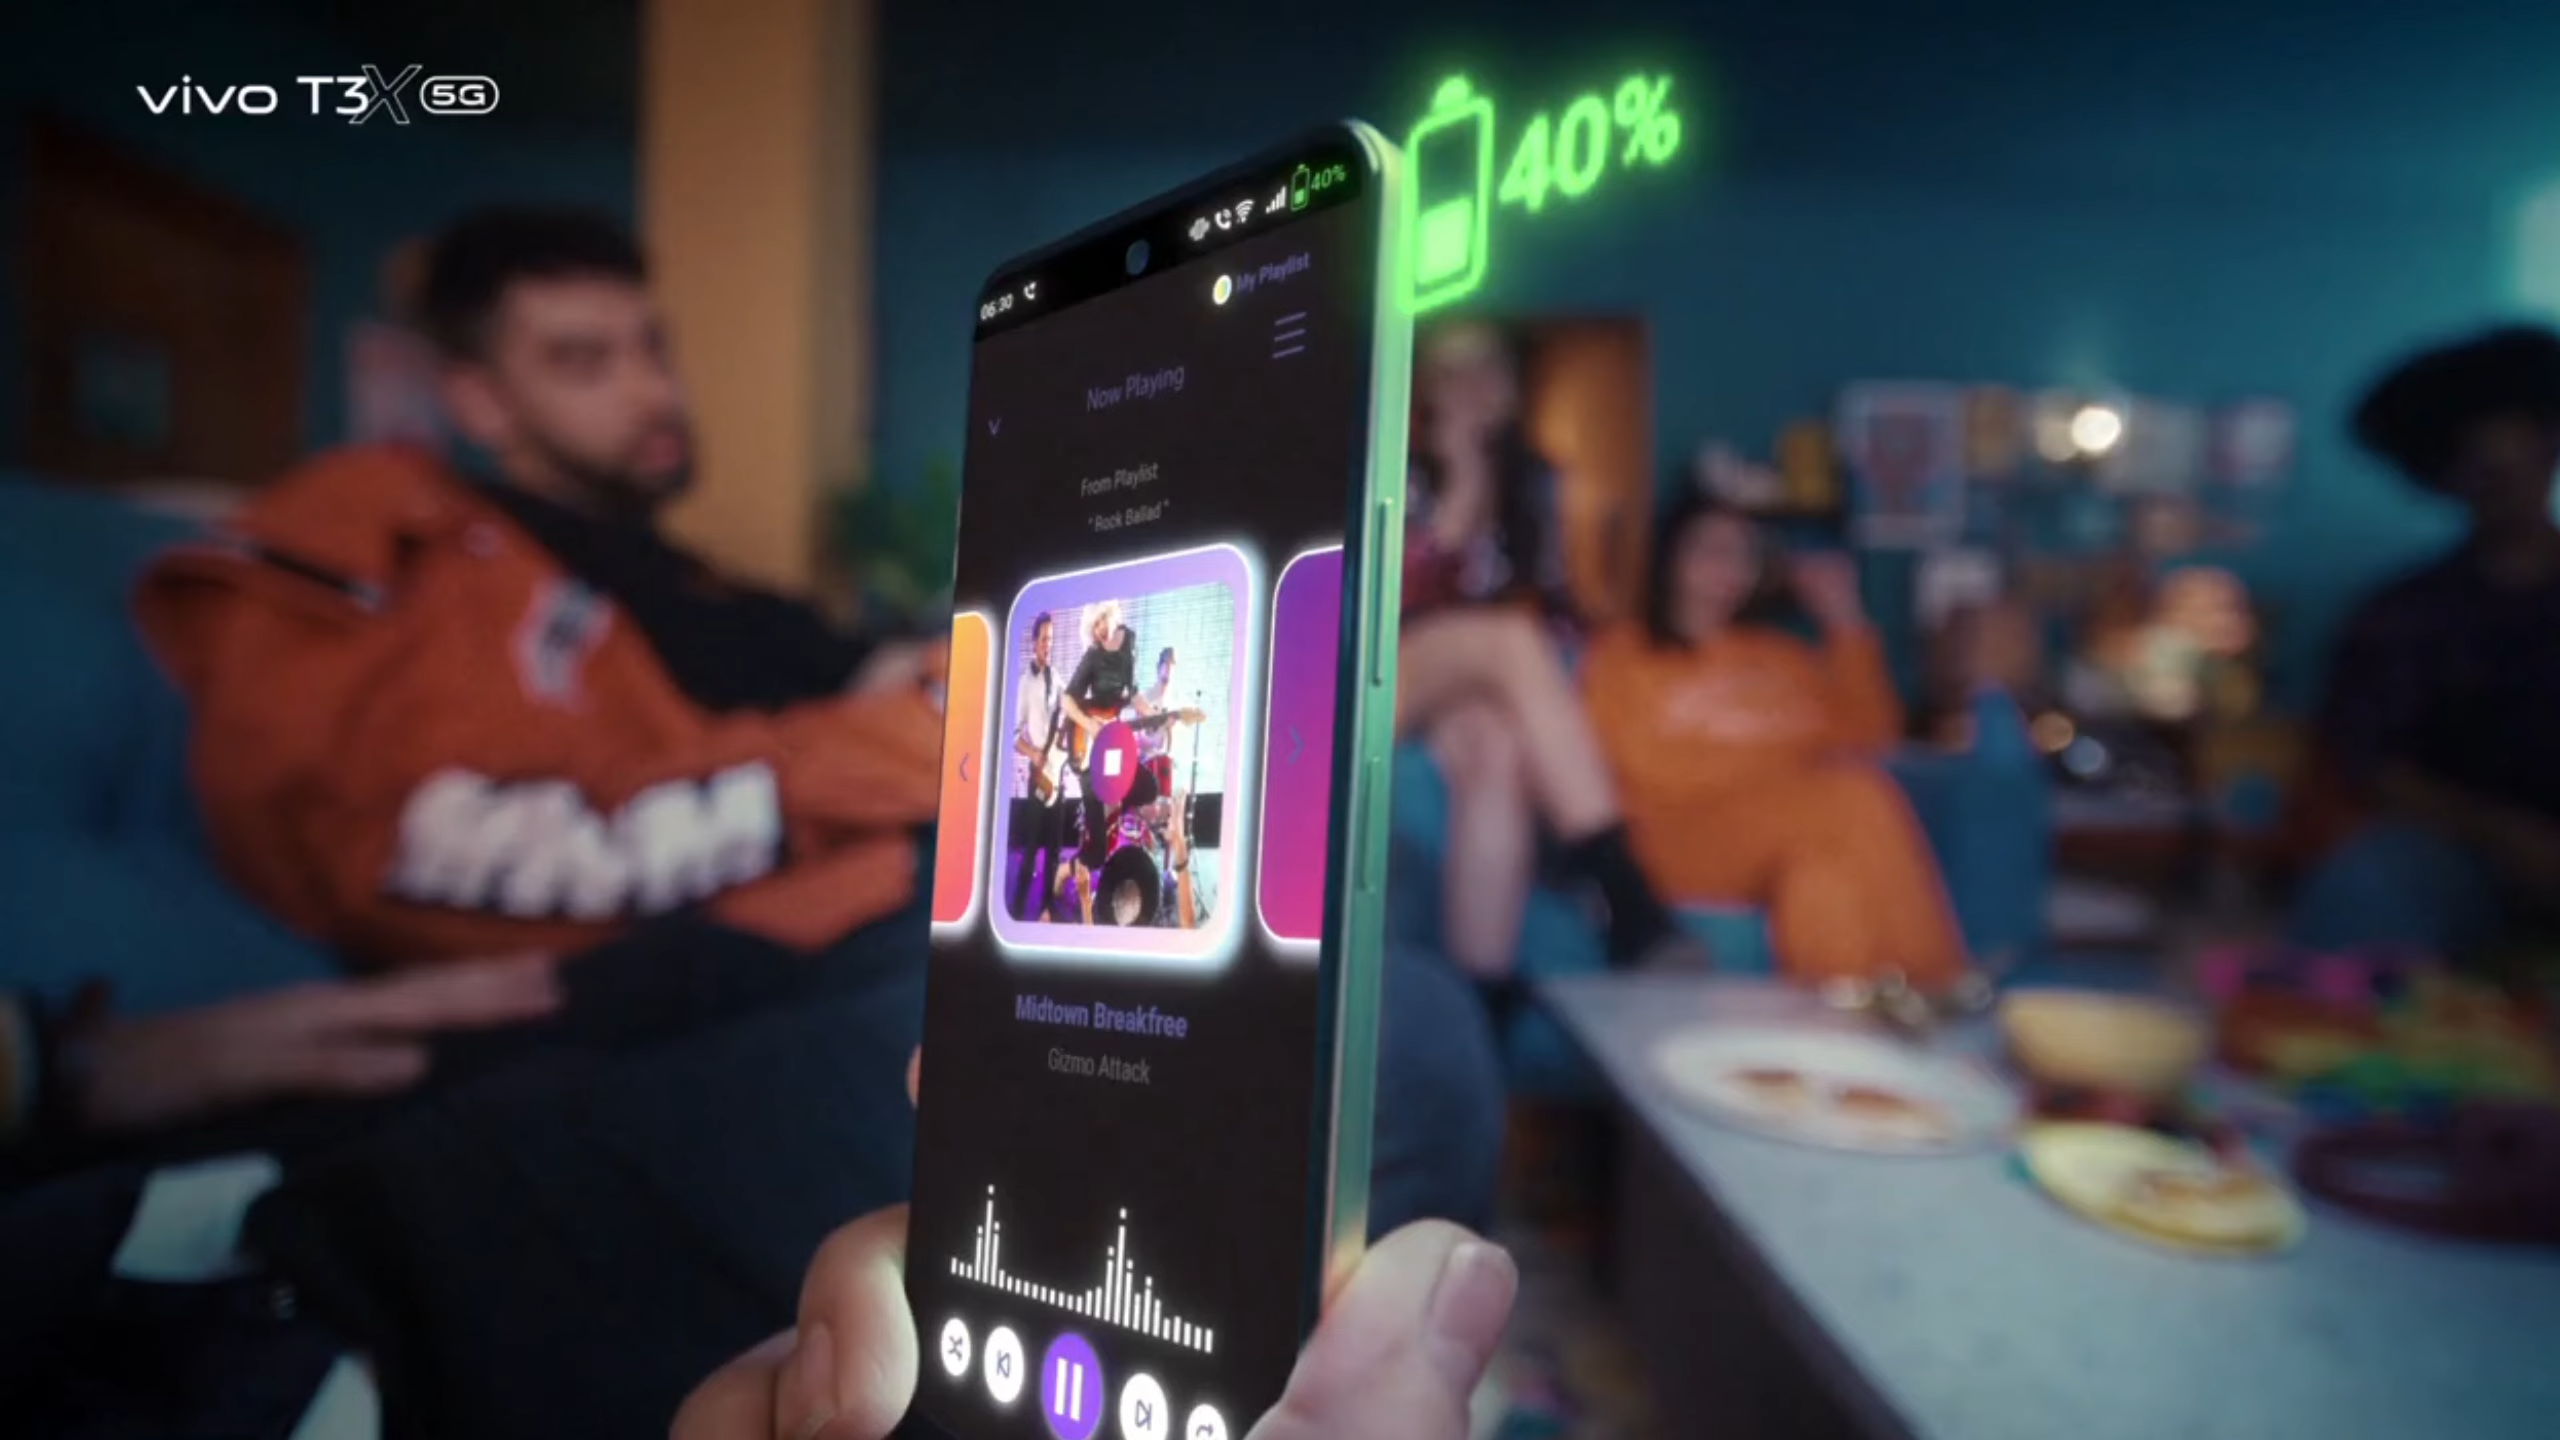 vivo T3X 5G
40%
06:30
40%
My Playlist
Now Playing
From Playlist
"Rock Ballad"
Midtown Breakfree
Gizmo Attack